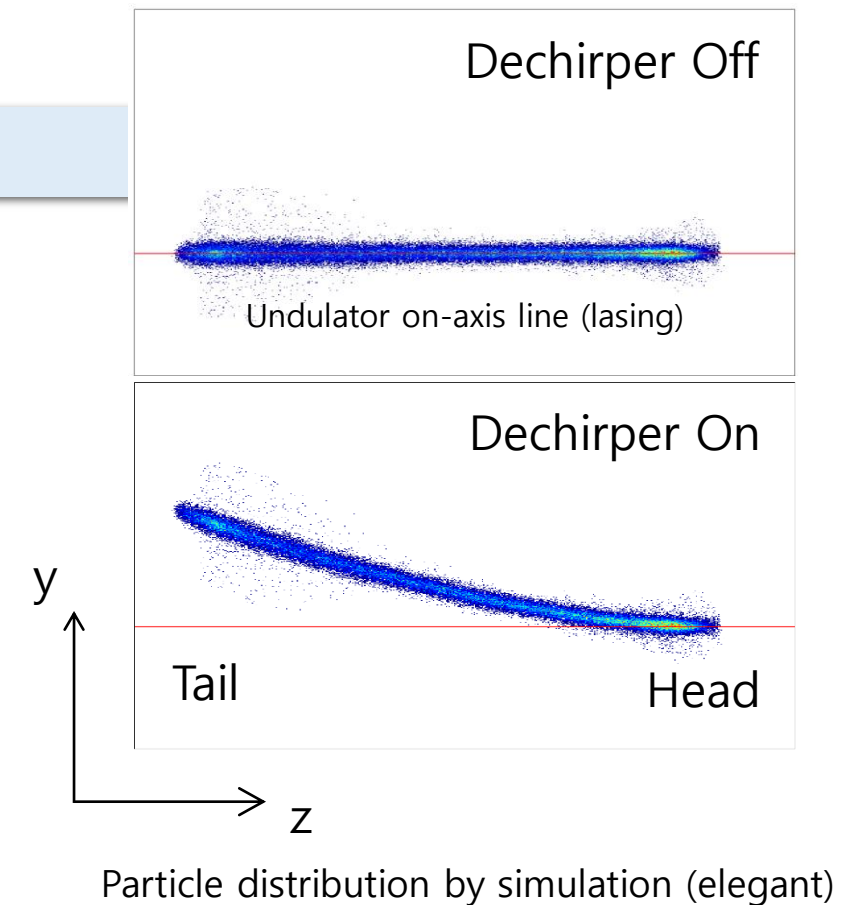 Dechirper Off
Undulator on-axis line (lasing)
Dechirper On
y
Tail
Head
z
Particle distribution by simulation (elegant)